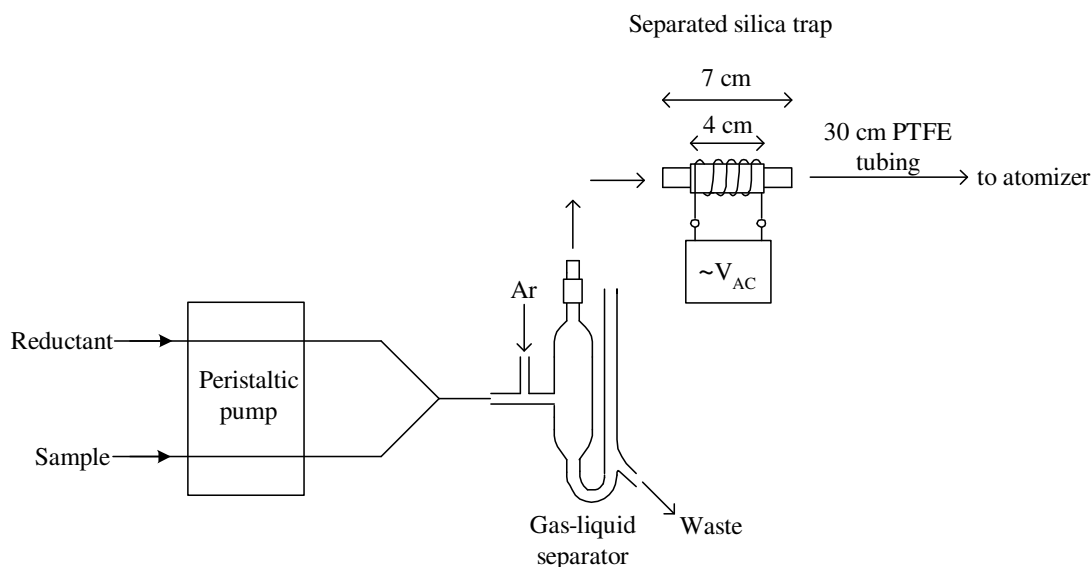 Separated silica trap
7 cm
4 cm
30 cm PTFE
tubing
to atomizer
~VAC
Ar
Reductant
Peristaltic
pump
Sample
Gas-liquid
separator
Waste